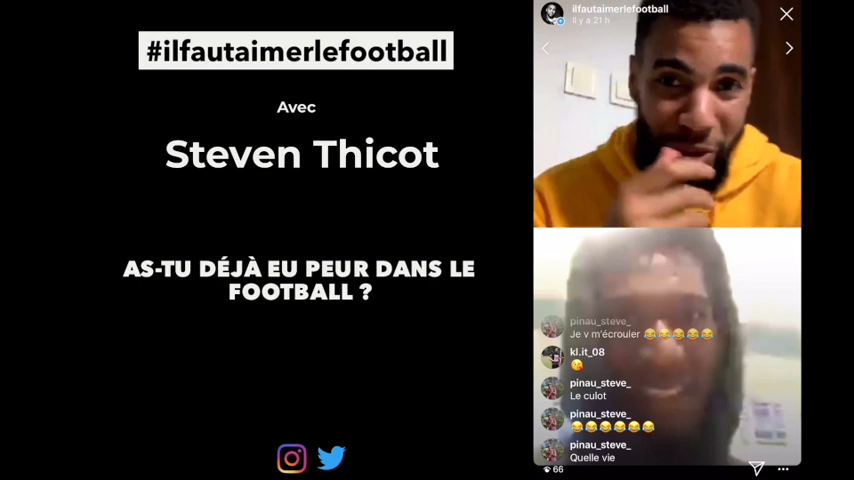 #ilfautaimerlefootball
Avec
Steven Thicot
AS-TU DÉJÀ EU PEUR DANS LE
FOOTBALL ?
ilfautaimerlefootball
Il y a 21 h
pinau_steve_
Je v m'écrouler 😂😂😂😂😂
kl.it_08
😘
pinau_steve_
Le culot
pinau_steve_
😂😂😂😂😂😂
pinau_steve_
Quelle vie
66